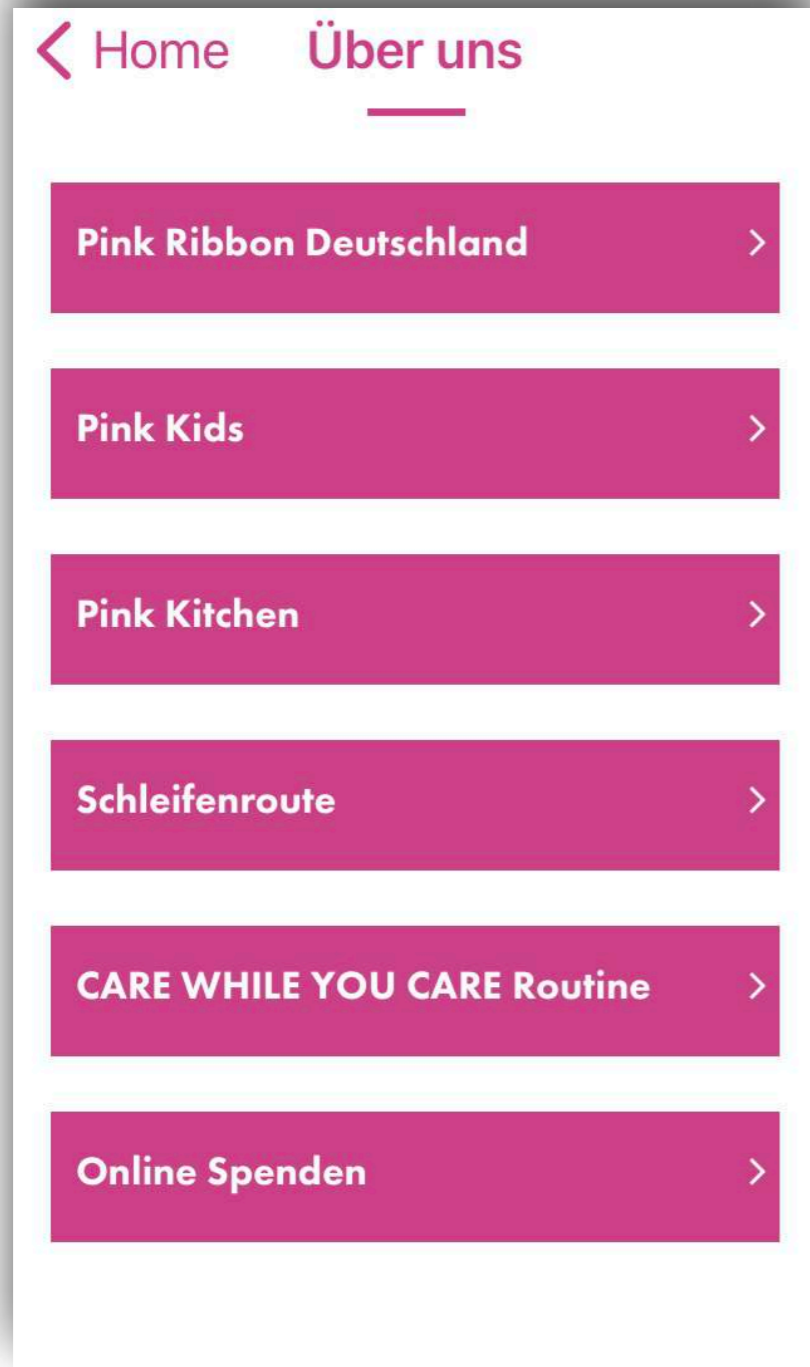 Home Über uns
Pink Ribbon Deutschland
Pink Kids
Pink Kitchen
Schleifenroute
CARE WHILE YOU CARE Routine
Online Spenden